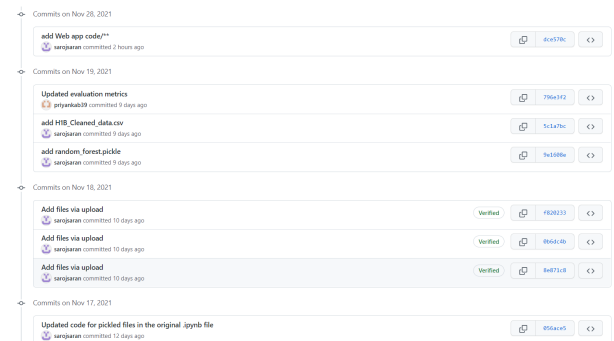 Commits on Nov 28, 2021
add Web app code/**
dce570c
sarojsaran committed 2 hours ago
Commits on Nov 19, 2021
Updated evaluation metrics
796e3f2
priyankab39 committed 9 days ago
add H1B_Cleaned_data.csv
5c1a7bc
sarojsaran committed 9 days ago
add random_forest.pickle
9e1608e
sarojsaran committed 9 days ago
Commits on Nov 18, 2021
Add files via upload
Verified
f820233
sarojsaran committed 10 days ago
Add files via upload
Verified
0b6dc4b
sarojsaran committed 10 days ago
Add files via upload
Verified
8e873c8
sarojsaran committed 10 days ago
Commits on Nov 17, 2021
Updated code for pickled files in the original .ipynb file
056ace5
sarojsaran committed 12 days ago